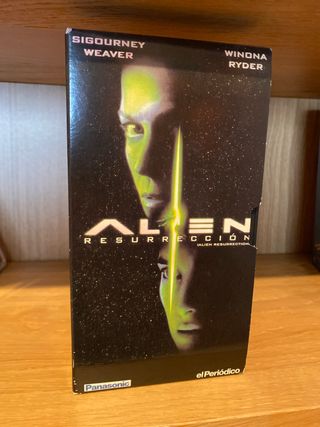 SIGOURNEY
WEAVER
WINONA
RYDER
ALIEN
RESURRECCIÓN
(ALIEN RESURRECTION)
Panasonic
elPeriódico